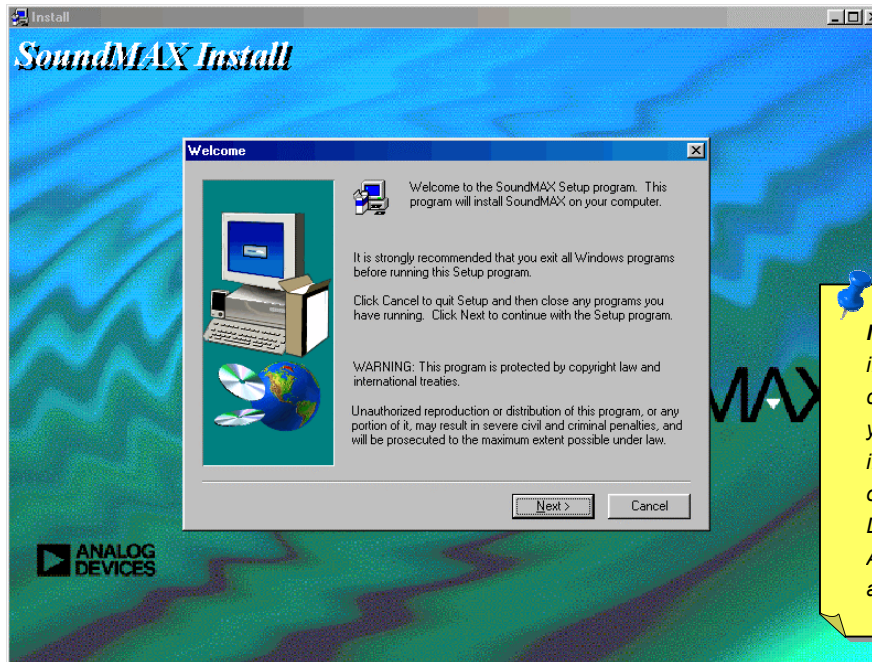 Install
SoundMAX Install
Welcome
Welcome to the SoundMAX Setup program. This
program will install SoundMAX on your computer.
It is strongly recommended that you exit all Windows programs
before running this Setup program.
Click Cancel to quit Setup and then close any programs you
have running. Click Next to continue with the Setup program.
WARNING: This program is protected by copyright law and
international treaties.
Unauthorized reproduction or distribution of this program, or any
portion of it, may result in severe civil and criminal penalties, and
will be prosecuted to the maximum extent possible under law.
Next >
Cancel
ANALOG
DEVICES